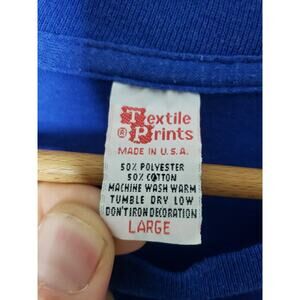 Textile
® Prints
MADE IN U.S.A.
50% POLYESTER
50% COTTON
MACHINE WASH WARM
TUMBLE DRY LOW
DON'T IRON DECORATION
LARGE